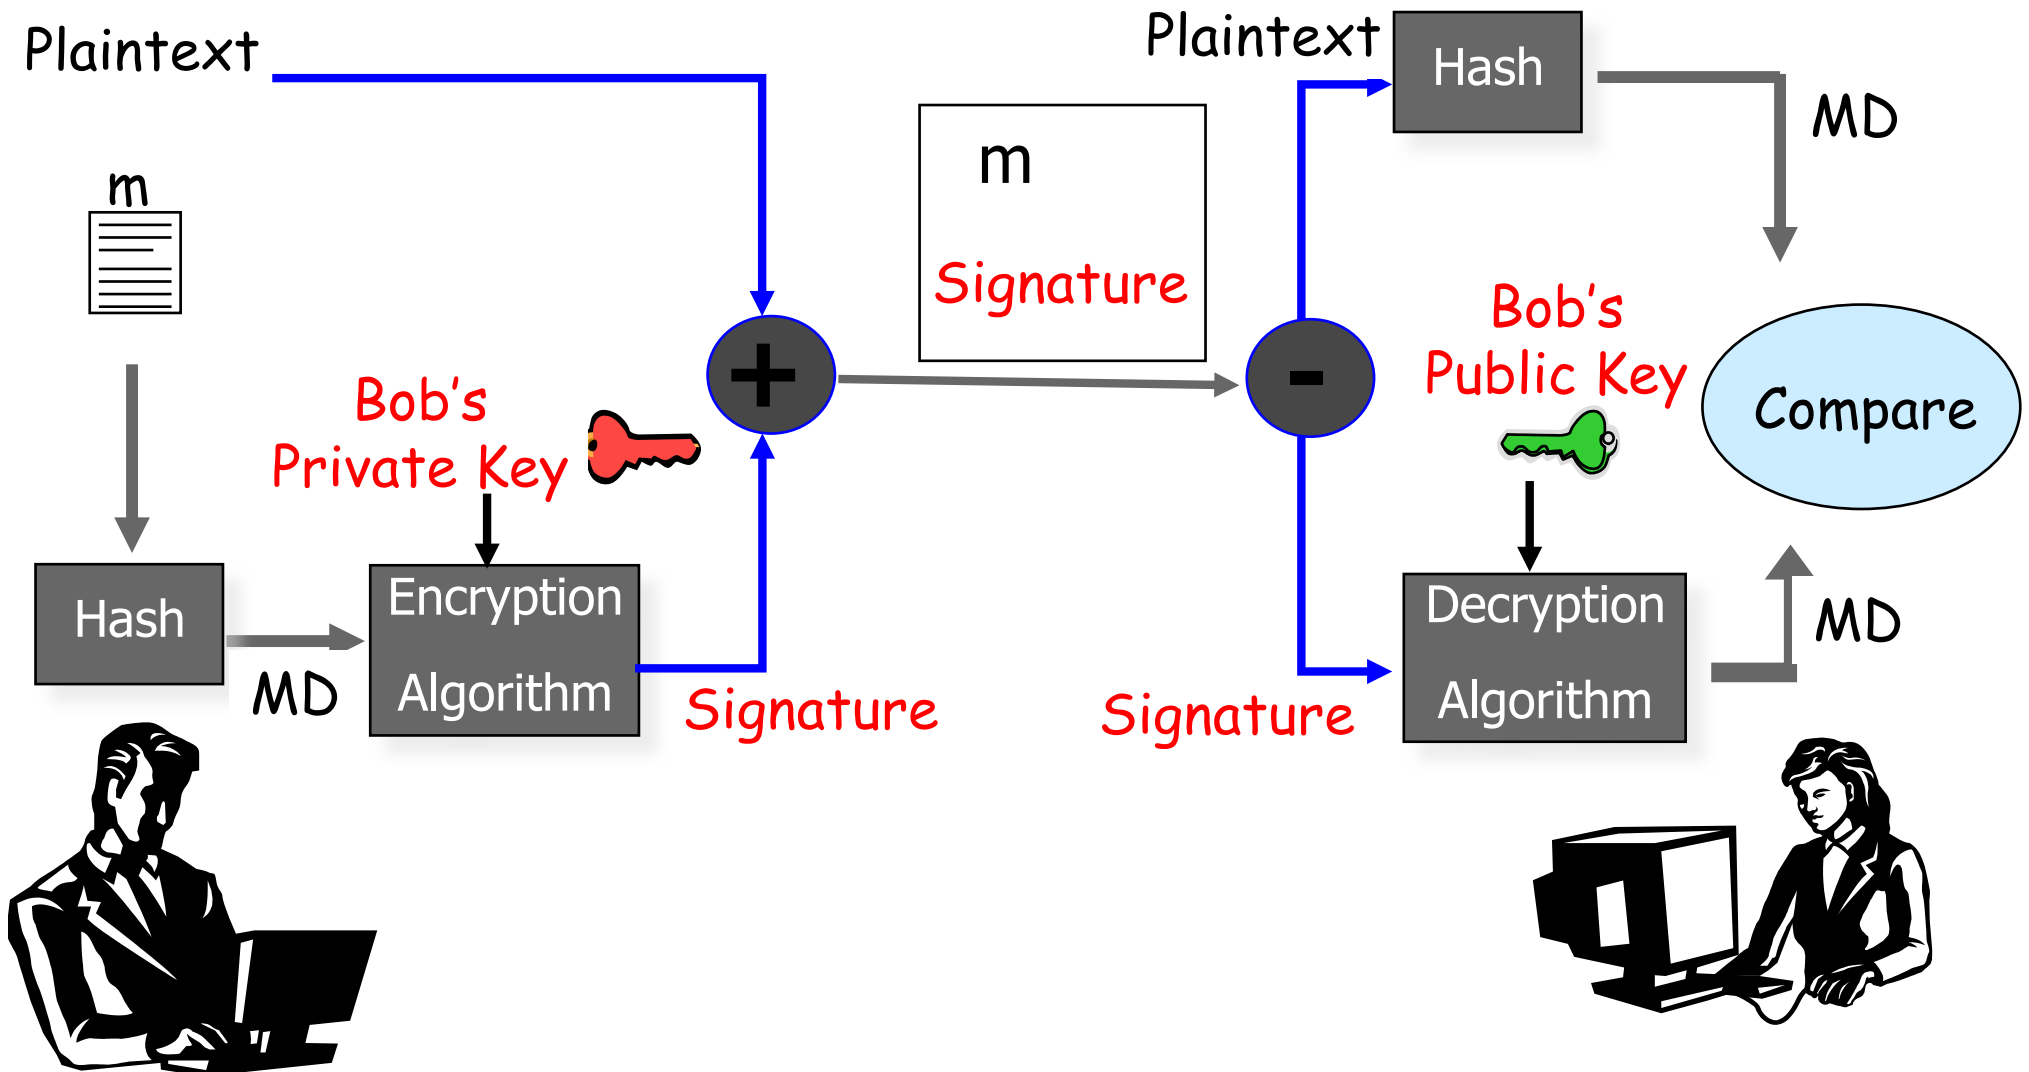 Plaintext
m
Hash
MD
Bob's
Private Key
Encryption
Algorithm
Signature
+
m
Signature
-
Plaintext
Hash
MD
Bob's
Public Key
Compare
Signature
Decryption
Algorithm
MD